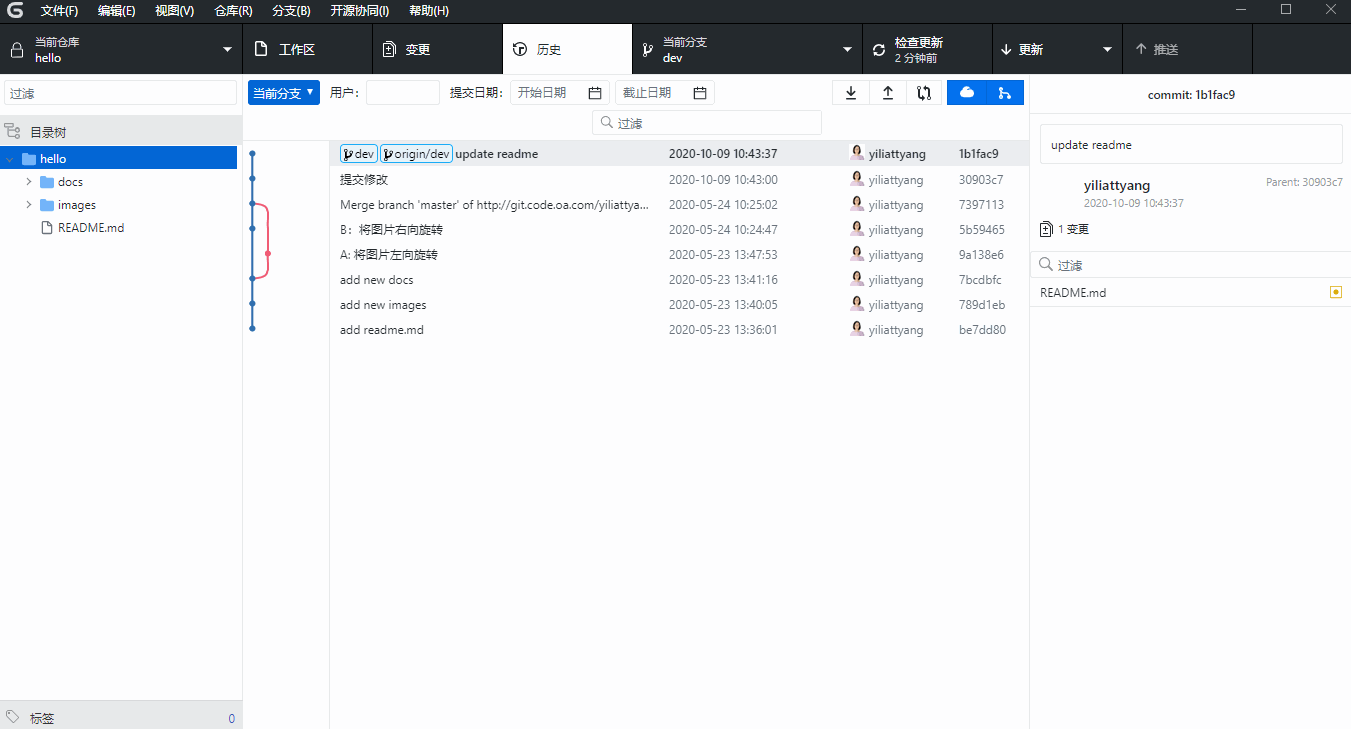 文件(F) 编辑(E) 视图(V) 仓库(R) 分支(B) 开源协同(I) 帮助(H)
当前仓库
hello
工作区
变更
历史
当前分支
dev
检查更新
2 分钟前
更新
推送
过滤
目录树
hello
docs
images
README.md
标签 0
当前分支 用户： 提交日期： 开始日期 截止日期
过滤
dev origin/dev update readme 2020-10-09 10:43:37 yiliattyang 1b1fac9
提交修改 2020-10-09 10:43:00 yiliattyang 30903c7
Merge branch 'master' of http://git.code.oa.com/yiliattya... 2020-05-24 10:25:02 yiliattyang 7397113
B：将图片右向旋转 2020-05-24 10:24:47 yiliattyang 5b59465
A: 将图片左向旋转 2020-05-23 13:47:53 yiliattyang 9a138e6
add new docs 2020-05-23 13:41:16 yiliattyang 7bcdbfc
add new images 2020-05-23 13:40:05 yiliattyang 789d1eb
add readme.md 2020-05-23 13:36:01 yiliattyang be7dd80
commit: 1b1fac9
update readme
yiliattyang Parent: 30903c7
2020-10-09 10:43:37
1 变更
过滤
README.md